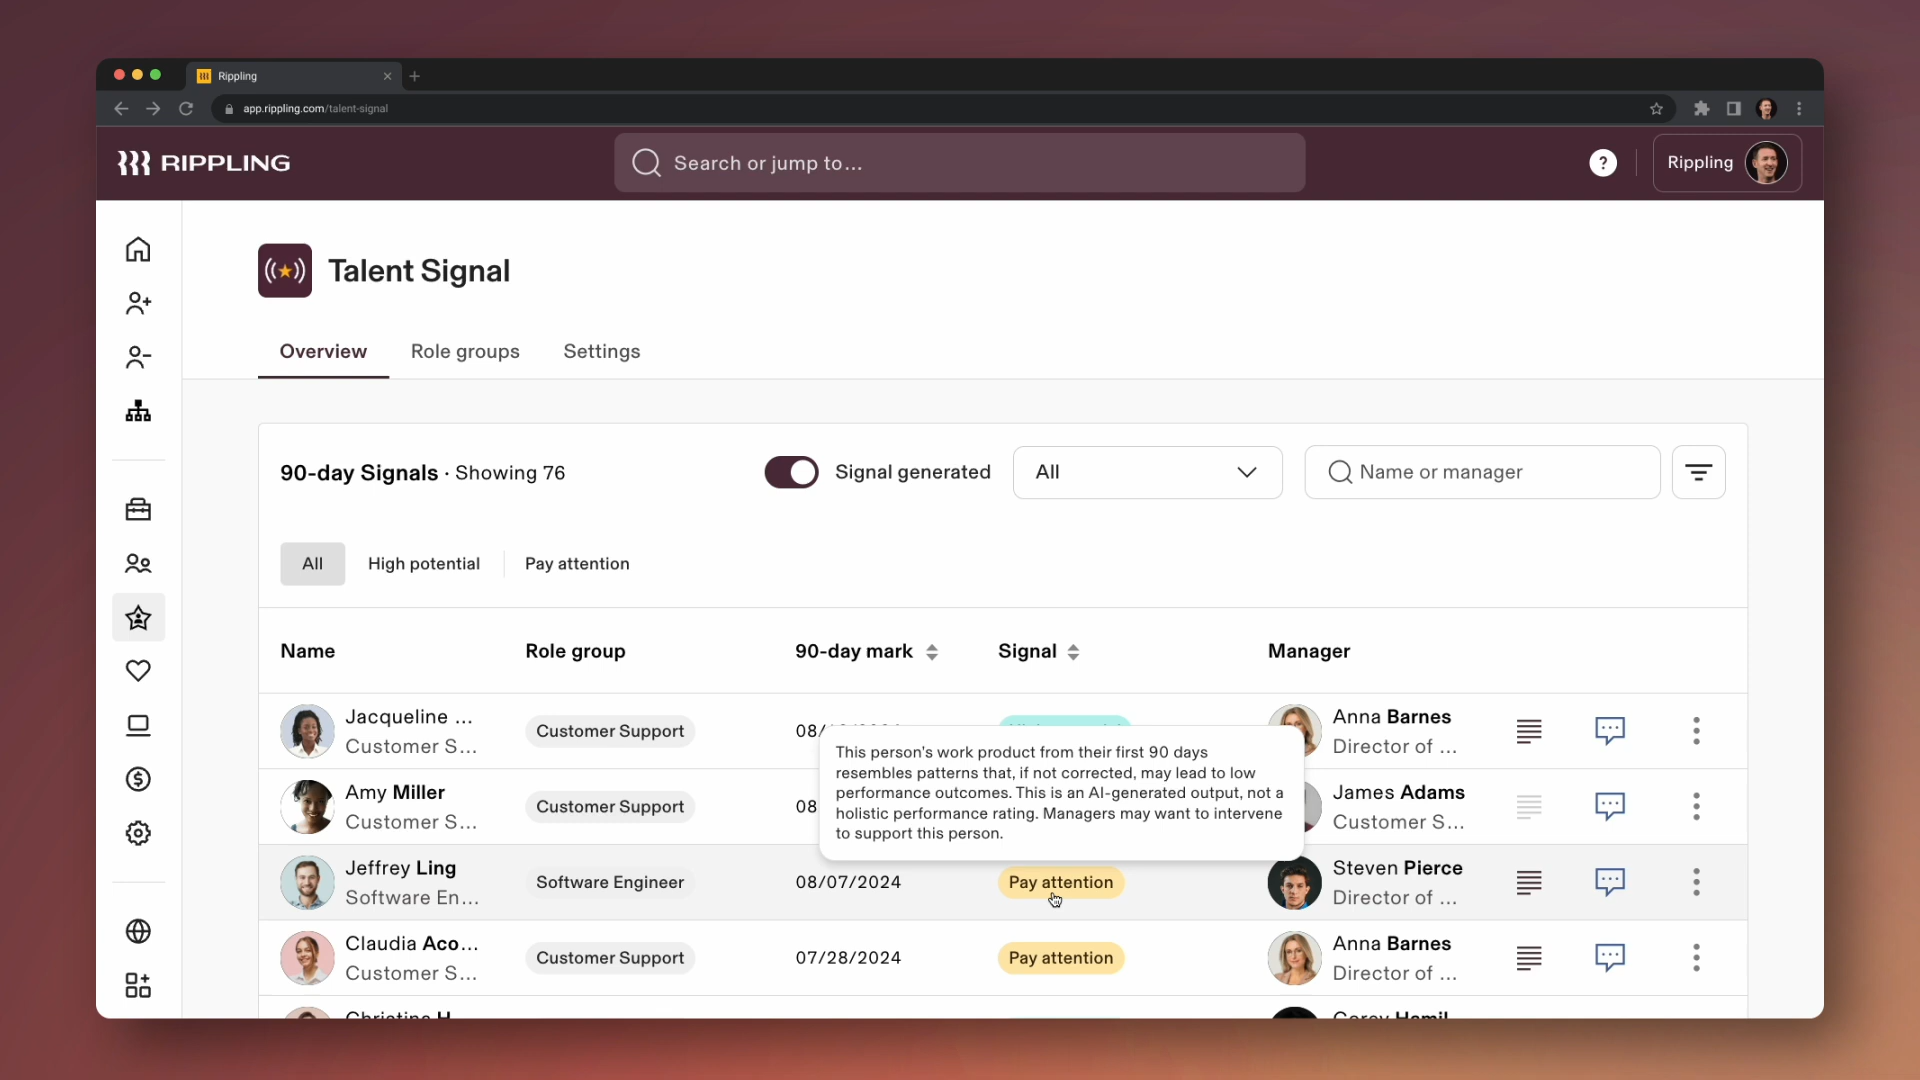 Rippling
app.rippling.com/talent-signal
RIPPLING
Search or jump to...
?
Rippling
Talent Signal
Overview
Role groups
Settings
90-day Signals · Showing 76
Signal generated
All
Name or manager
All
High potential
Pay attention
Name
Role group
90-day mark
Signal
Manager
Jacqueline ...
Customer S...
Customer Support
08/
Anna Barnes
Director of ...
This person's work product from their first 90 days
resembles patterns that, if not corrected, may lead to low
performance outcomes. This is an AI-generated output, not a
holistic performance rating. Managers may want to intervene
to support this person.
Amy Miller
Customer S...
Customer Support
08
James Adams
Customer S...
Jeffrey Ling
Software En...
Software Engineer
08/07/2024
Pay attention
Steven Pierce
Director of ...
Claudia Aco...
Customer S...
Customer Support
07/28/2024
Pay attention
Anna Barnes
Director of ...